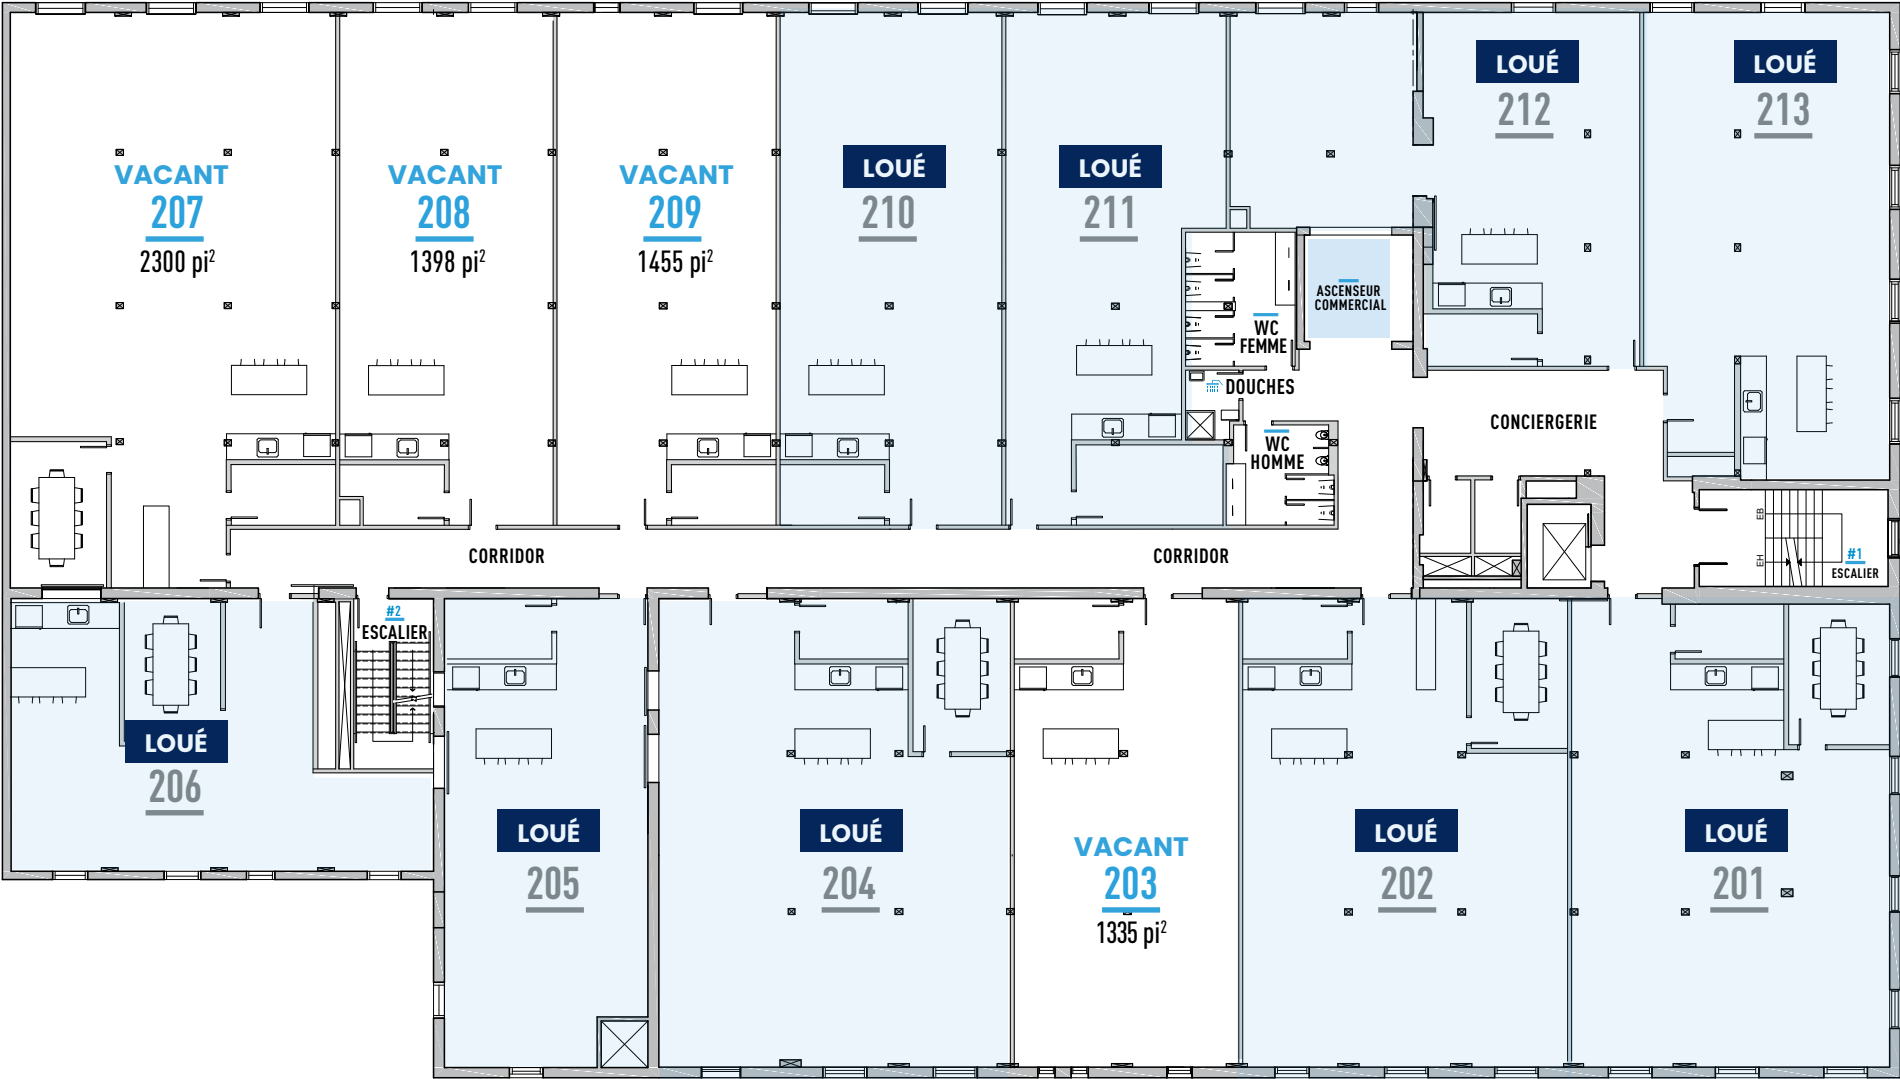 LOUÉ
212
LOUÉ
213
VACANT
207
2300 pi²
VACANT
208
1398 pi²
VACANT
209
1455 pi²
LOUÉ
210
LOUÉ
211
ASCENSEUR
COMMERCIAL
WC
FEMME
DOUCHES
WC
HOMME
CONCIERGERIE
CORRIDOR
CORRIDOR
EB
EH
#1
ESCALIER
#2
ESCALIER
LOUÉ
206
LOUÉ
205
LOUÉ
204
VACANT
203
1335 pi²
LOUÉ
202
LOUÉ
201